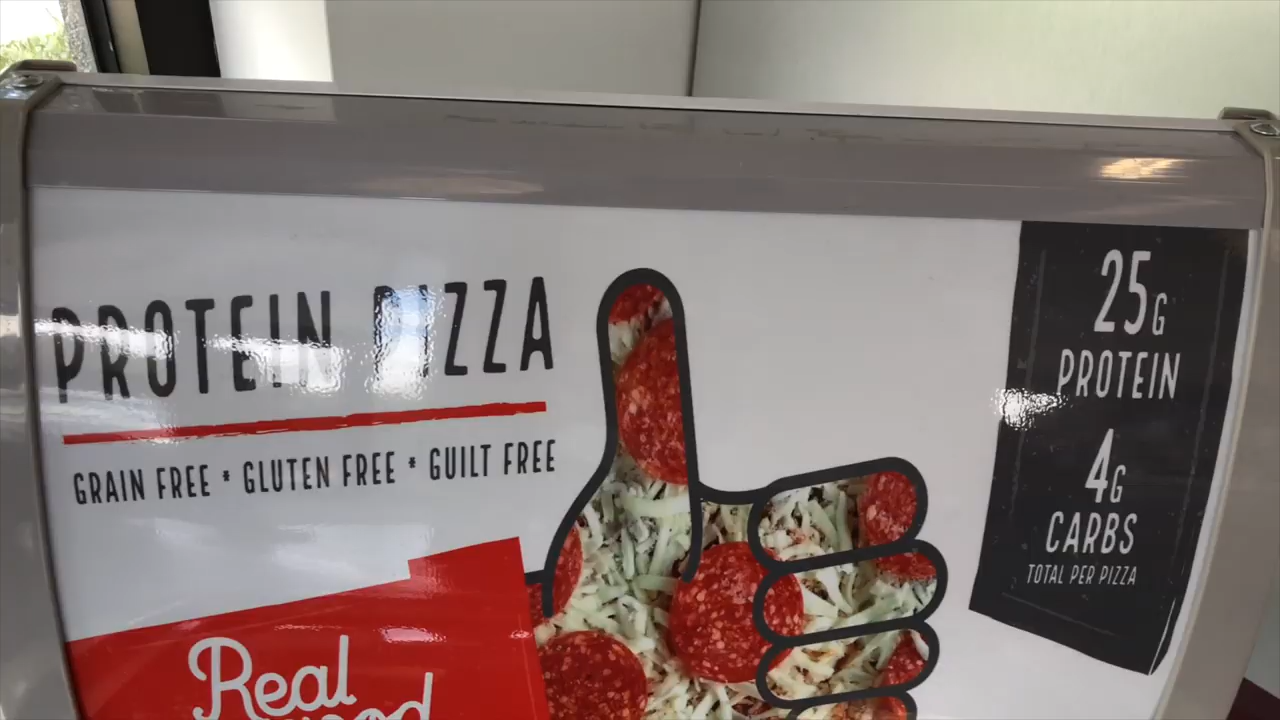 PROTEIN PIZZA
GRAIN FREE * GLUTEN FREE * GUILT FREE
Real
25G
PROTEIN
4G
CARBS
TOTAL PER PIZZA